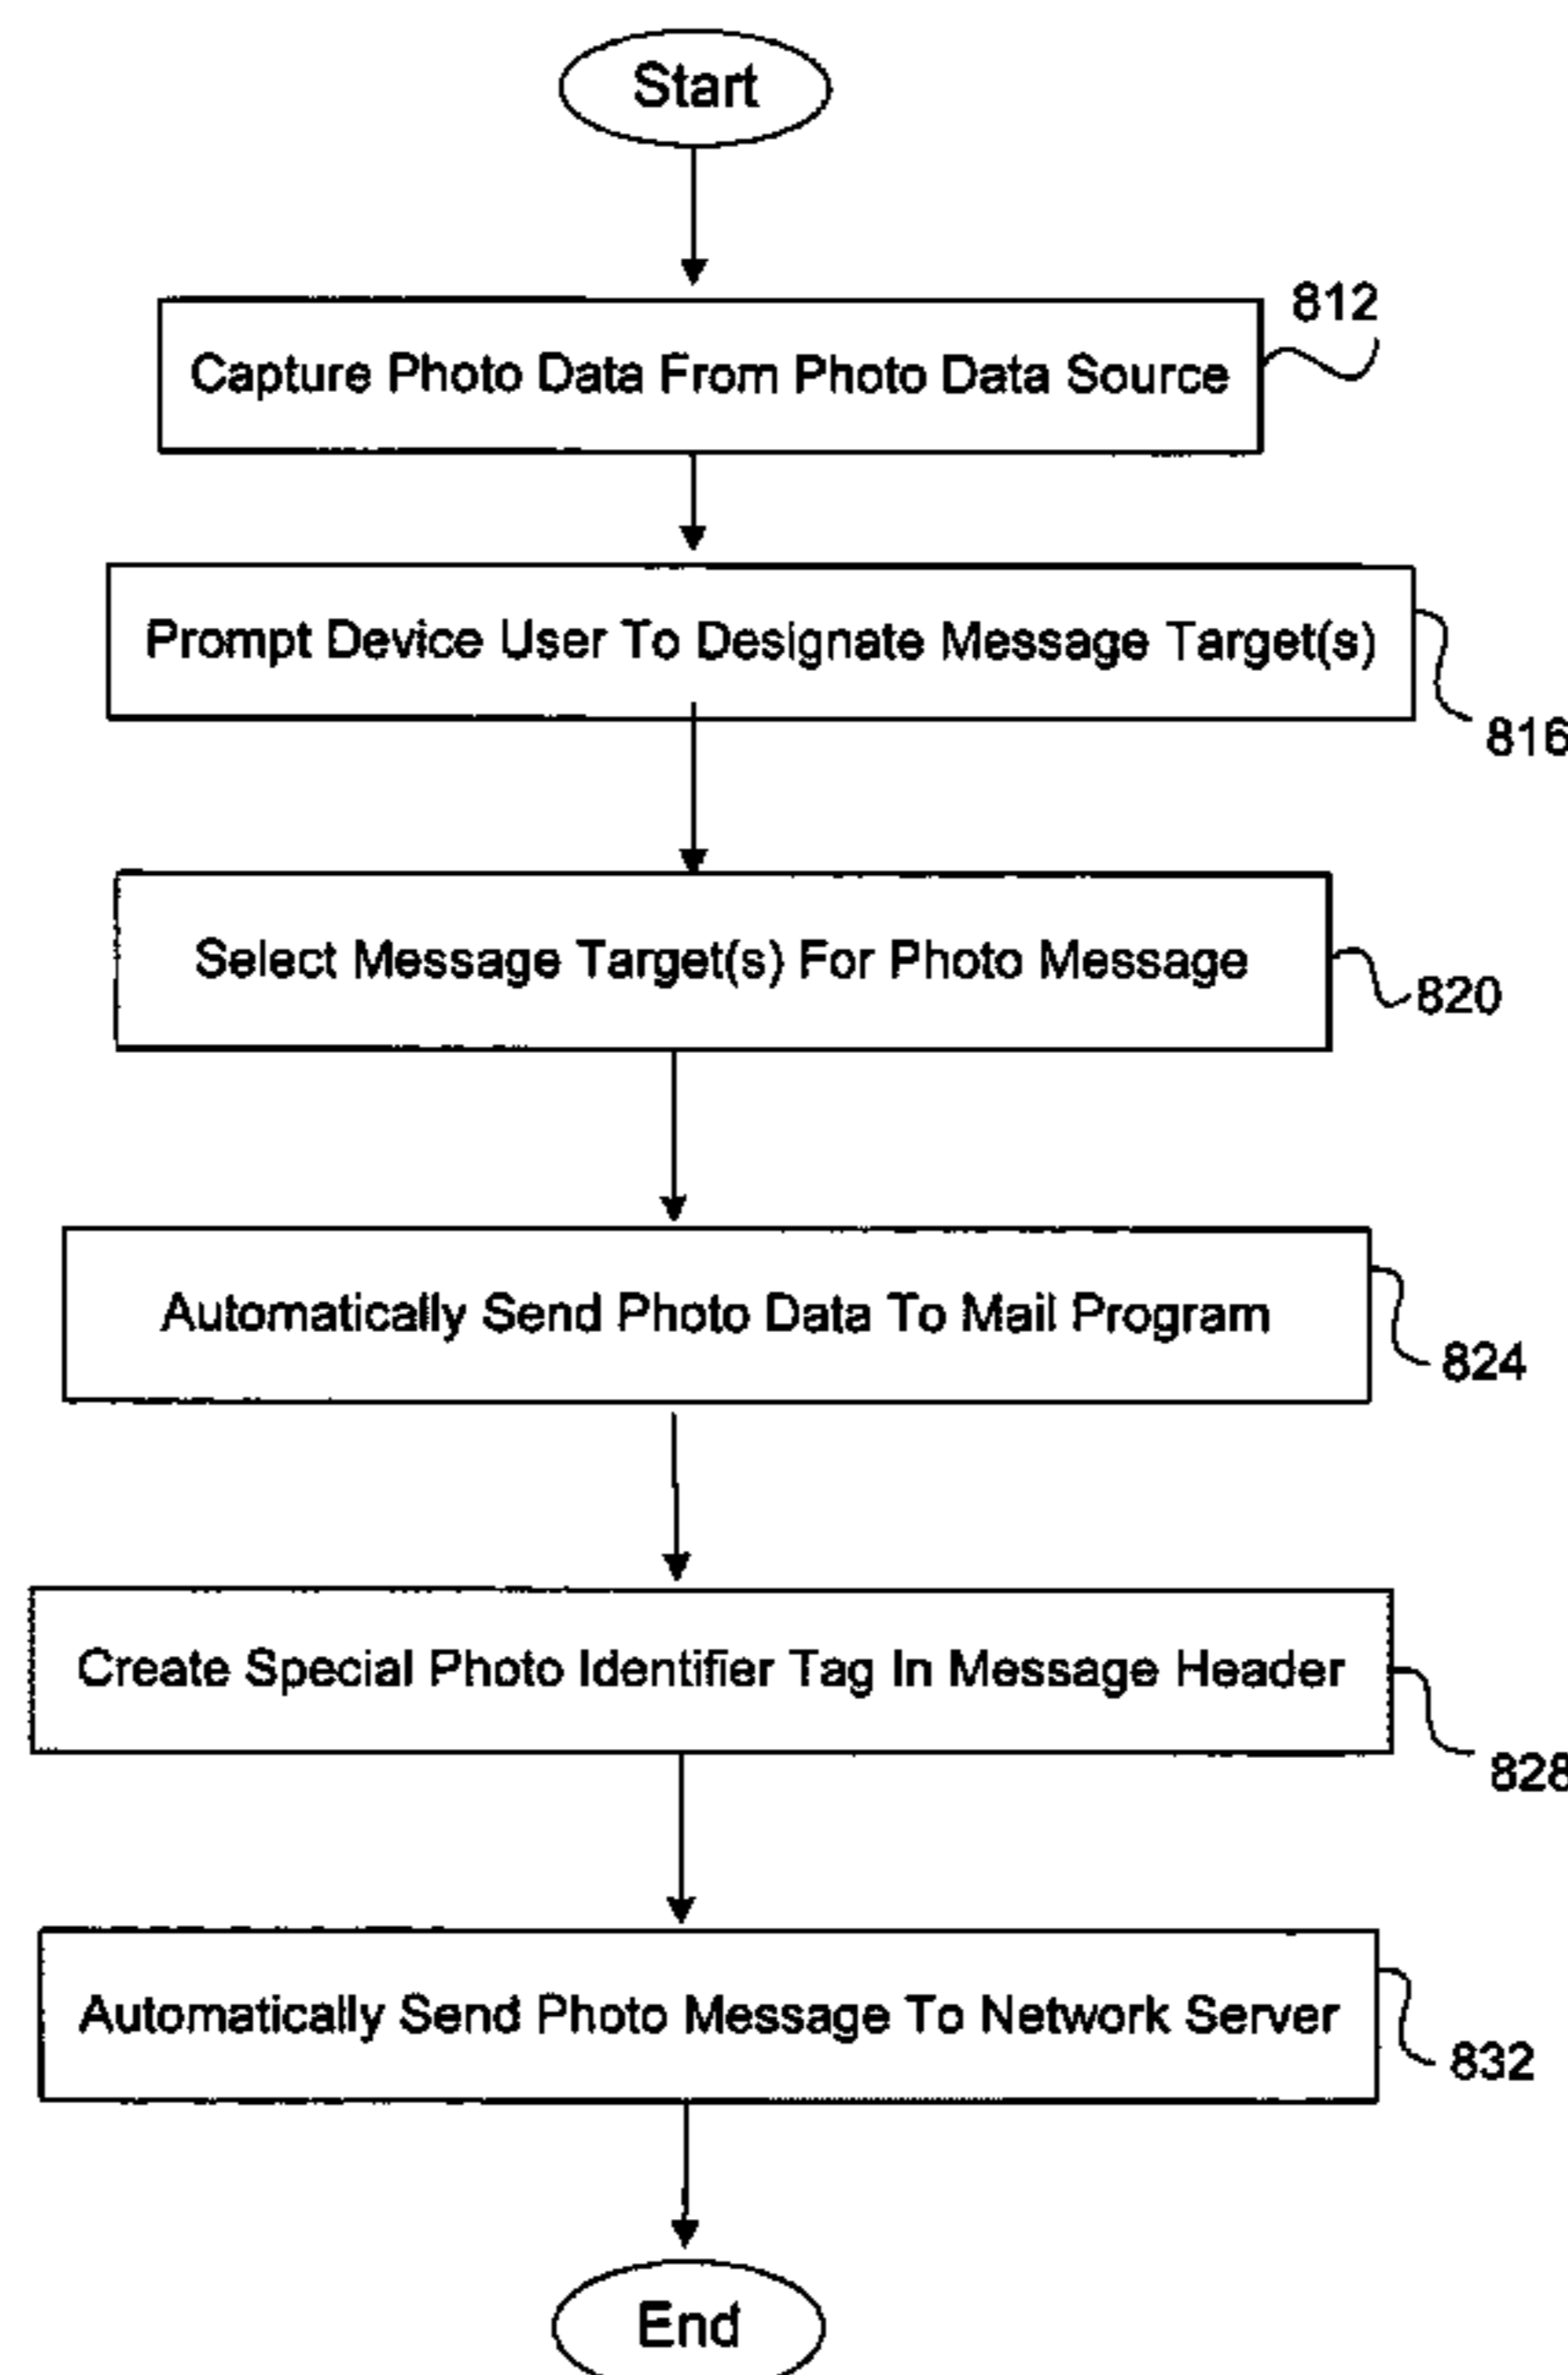 Start
812
Capture Photo Data From Photo Data Source
Prompt Device User To Designate Message Target(s)
816
Select Message Target(s) For Photo Message
820
Automatically Send Photo Data To Mail Program
824
Create Special Photo Identifier Tag In Message Header
828
Automatically Send Photo Message To Network Server
832
End